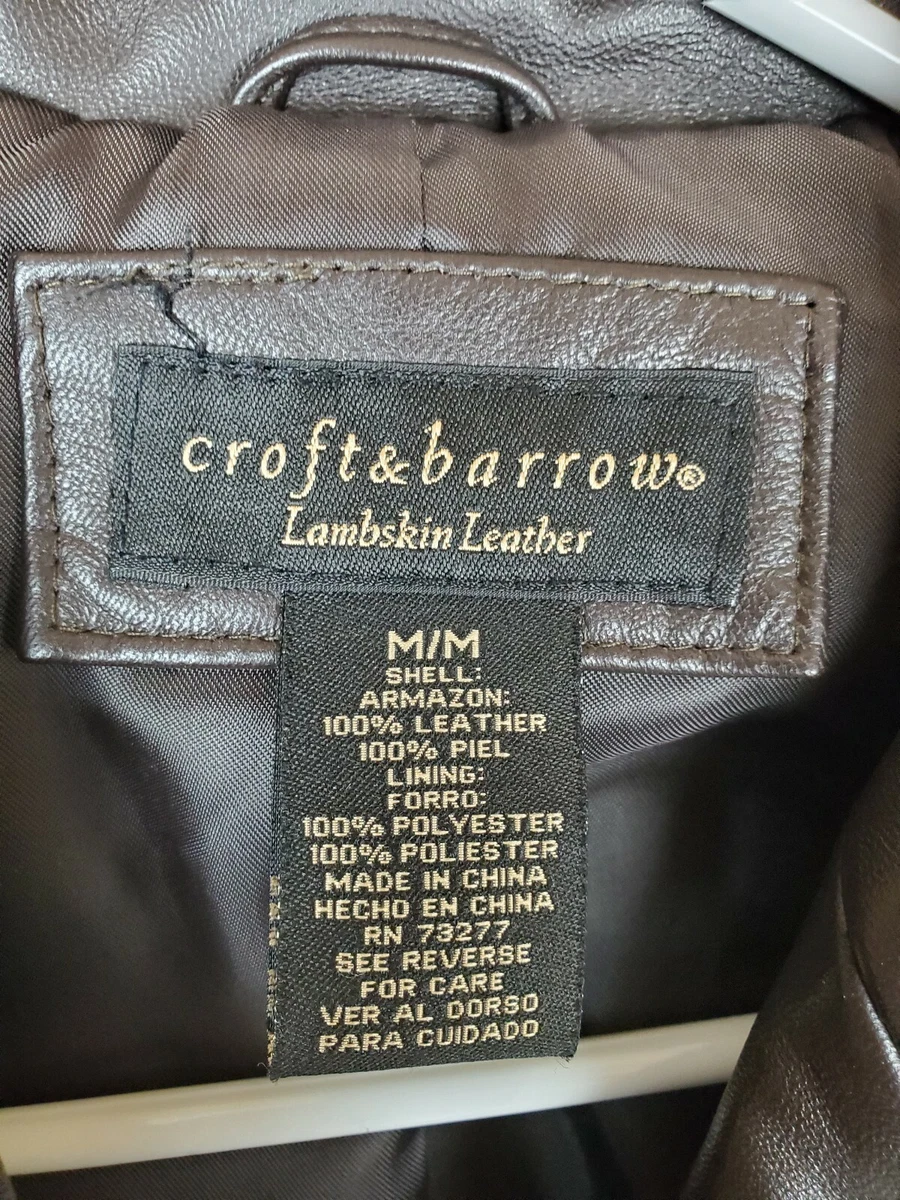 croft&barrow®
Lambskin Leather
M/M
SHELL:
ARMAZON:
100% LEATHER
100% PIEL
LINING:
FORRO:
100% POLYESTER
100% POLIESTER
MADE IN CHINA
HECHO EN CHINA
RN 73277
SEE REVERSE
FOR CARE
VER AL DORSO
PARA CUIDADO